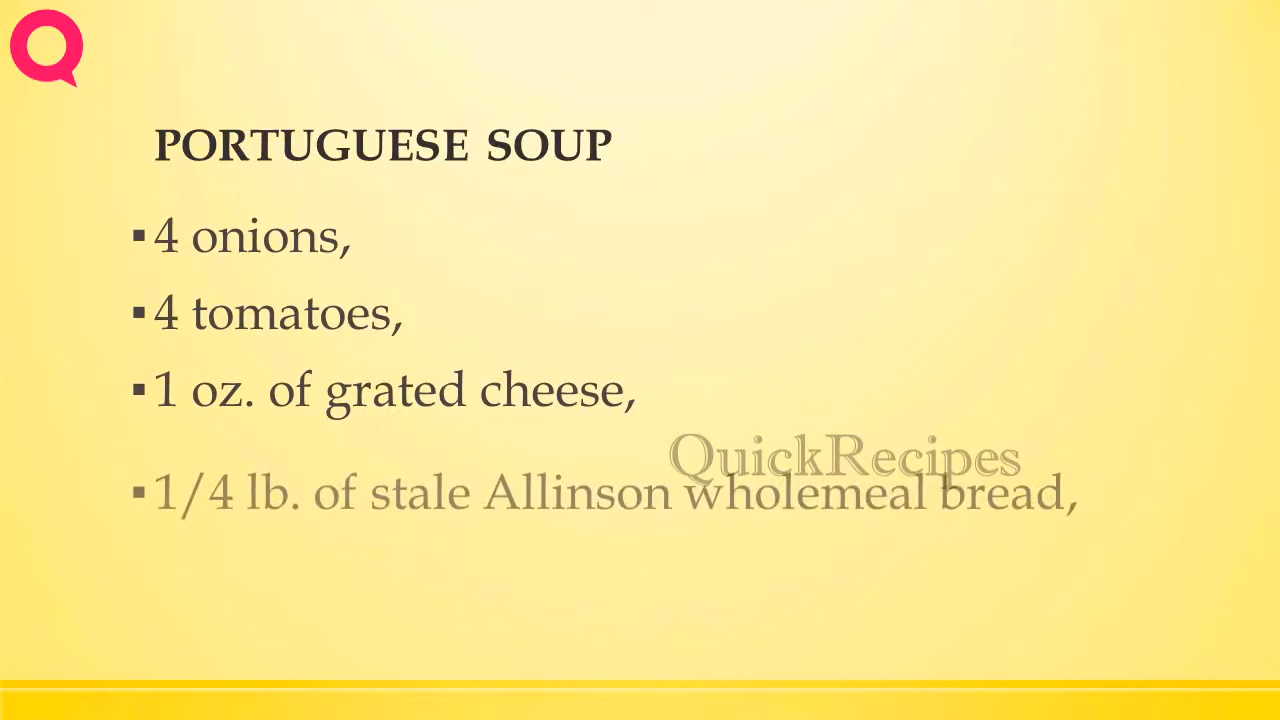 PORTUGUESE SOUP
▪4 onions,
▪4 tomatoes,
▪1 oz. of grated cheese,
QuickRecipes
▪1/4 lb. of stale Allinson wholemeal bread,